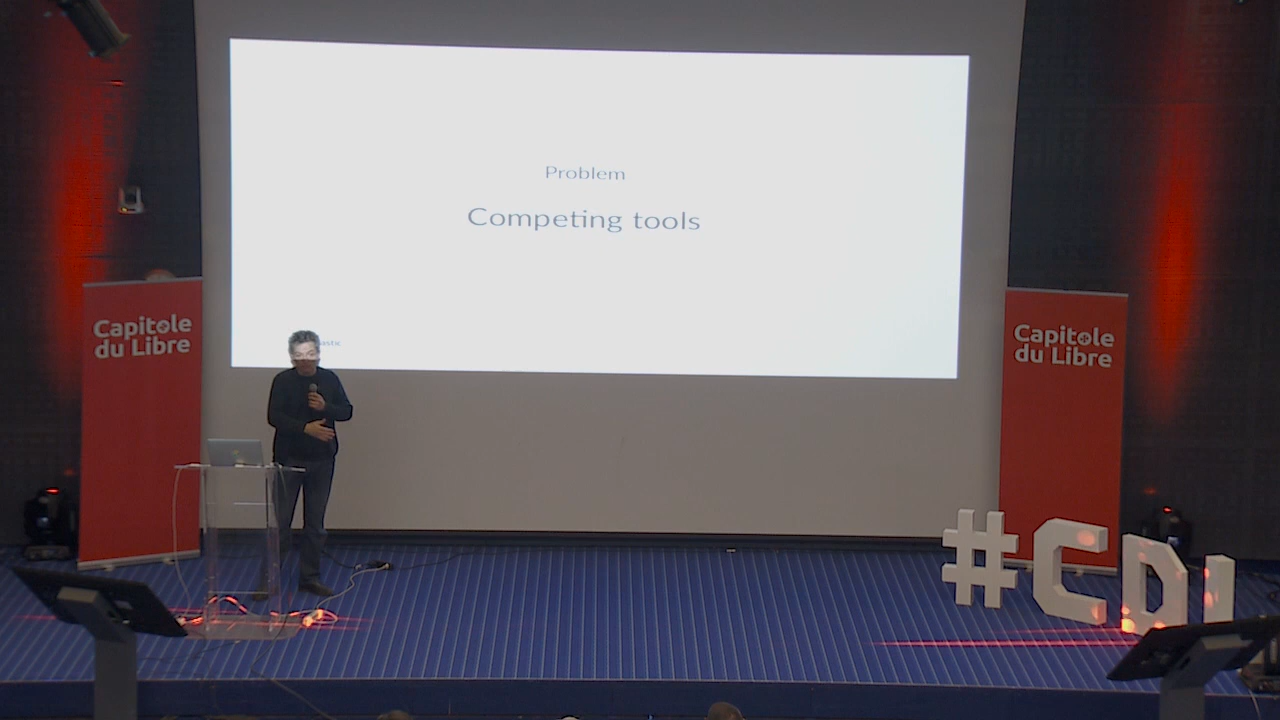 Problem
Competing tools
Capitole
du Libre
Capitole
du Libre
#CDL